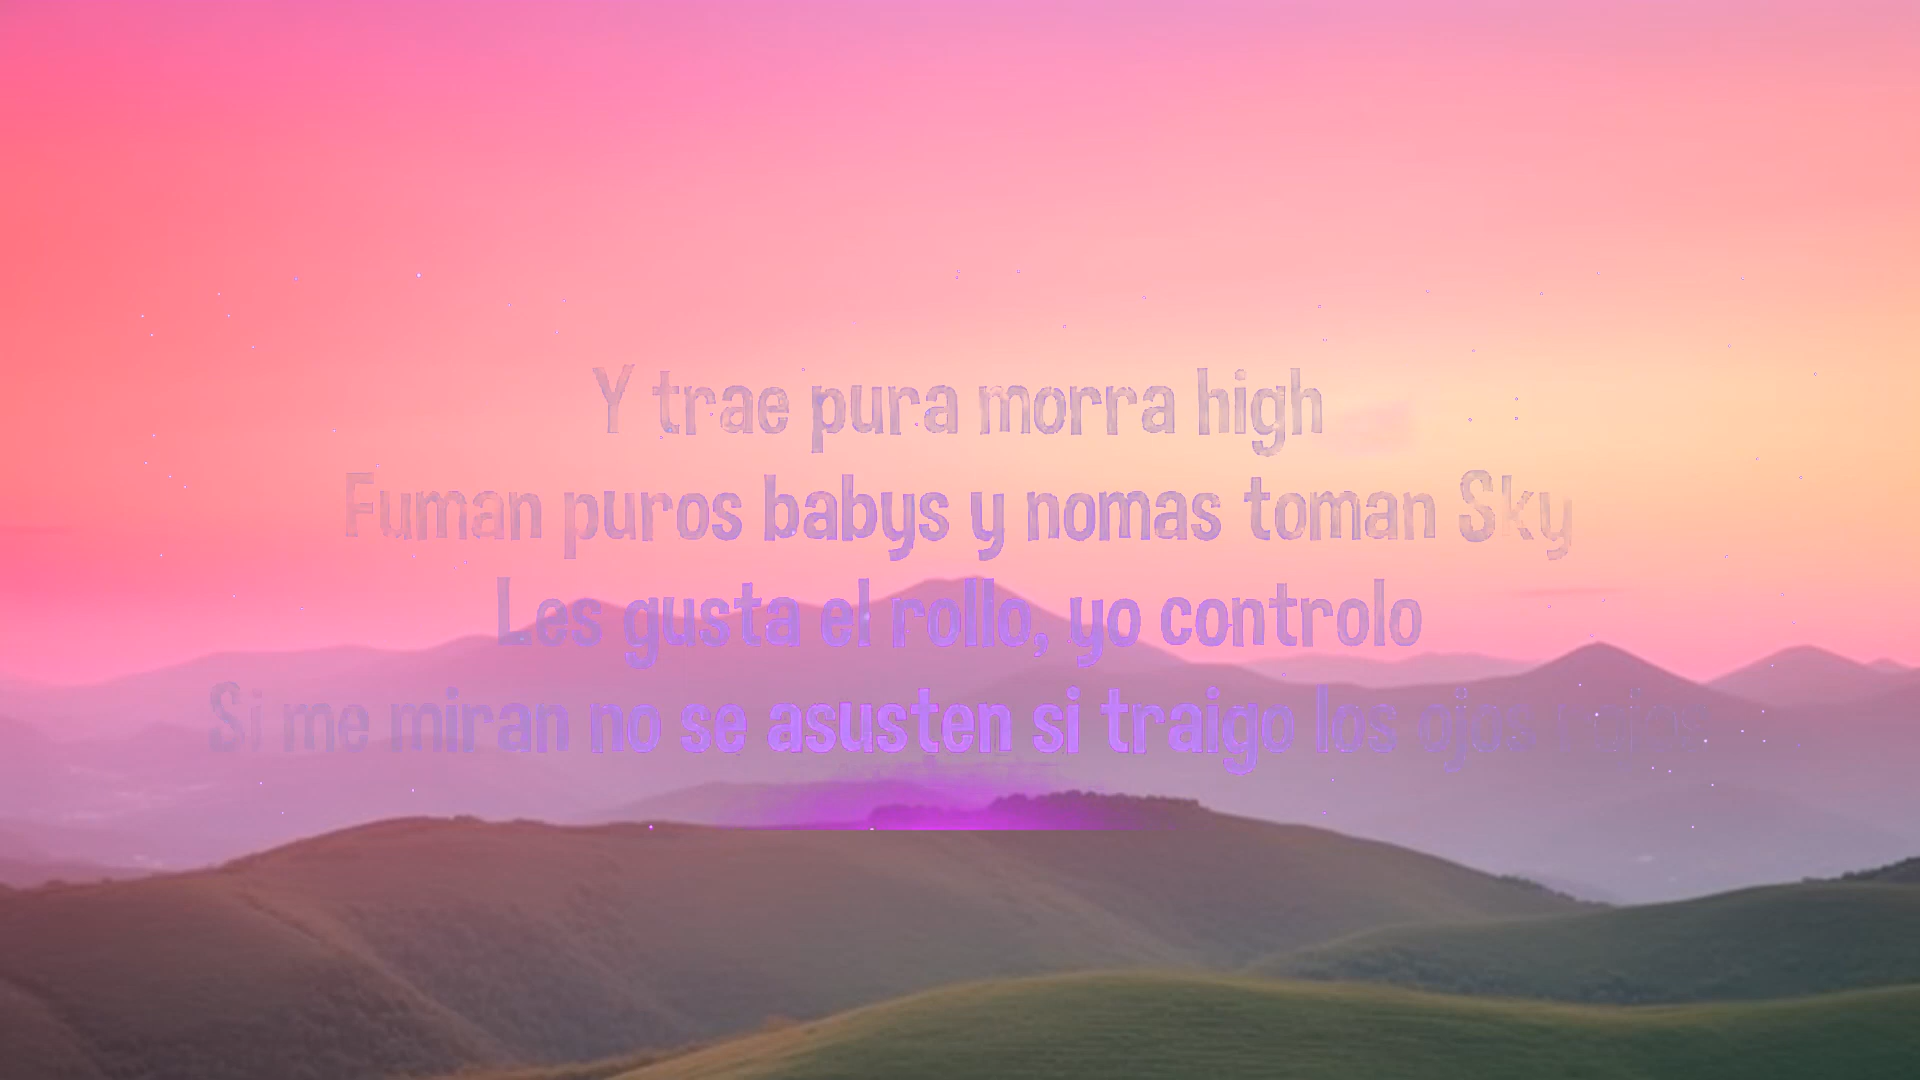 Y trae pura morra high
Fuman puros babys y nomas toman Sky
Les gusta el rollo, yo controlo
Si me miran no se asusten si traigo los ojos rojos